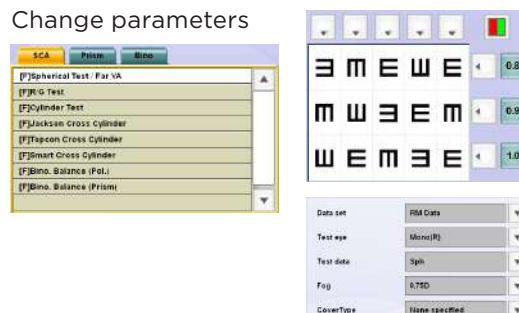 Change parameters
SCA Prism Bino
[F]Spherical Test / Far VA
[F]R/G Test
[F]Cylinder Test
[F]Jackson Cross Cylinder
[F]Topcon Cross Cylinder
[F]Smart Cross Cylinder
[F]Bino. Balance (Pol.)
[F]Bino. Balance (Prism)
0.8
0.9
1.0
Data set RM Data
Test eye Mono(R)
Test data Sph
Fog 0.75D
CoverType None specified